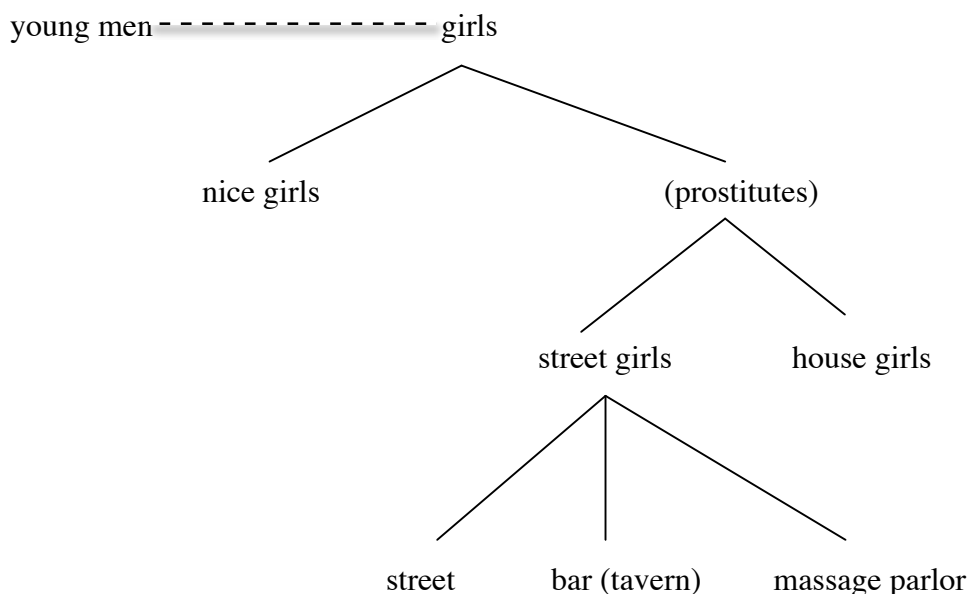 young men girls
nice girls (prostitutes)
street girls house girls
street bar (tavern) massage parlor